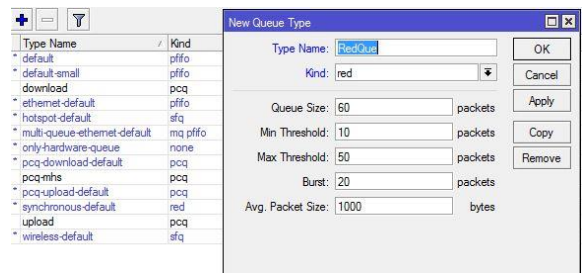 Type Name / Kind
* default pfifo
* default-small pfifo
download pcq
* ethernet-default pfifo
* hotspot-default sfq
* multi-queue-ethernet-default mq pfifo
* only-hardware-queue none
* pcq-download-default pcq
pcq-mhs pcq
* pcq-upload-default pcq
* synchronous-default red
upload pcq
* wireless-default sfq
New Queue Type
Type Name: RedQue
Kind: red
Queue Size: 60 packets
Min Threshold: 10 packets
Max Threshold: 50 packets
Burst: 20 packets
Avg. Packet Size: 1000 bytes
OK
Cancel
Apply
Copy
Remove